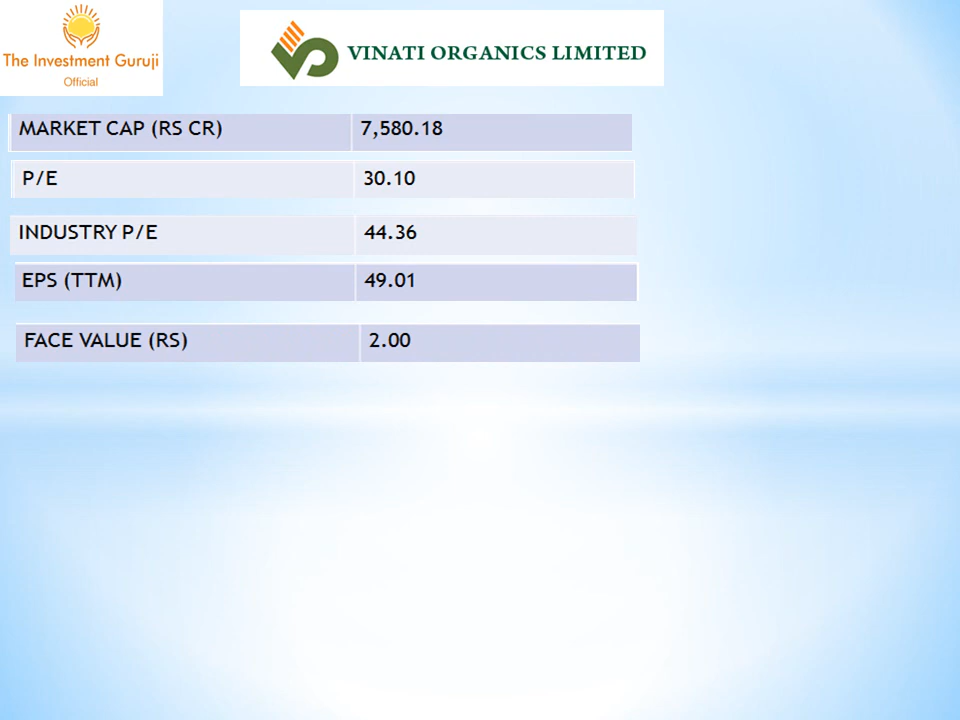 The Investment Guruji
Official
VINATI ORGANICS LIMITED
MARKET CAP (RS CR) 7,580.18
P/E 30.10
INDUSTRY P/E 44.36
EPS (TTM) 49.01
FACE VALUE (RS) 2.00